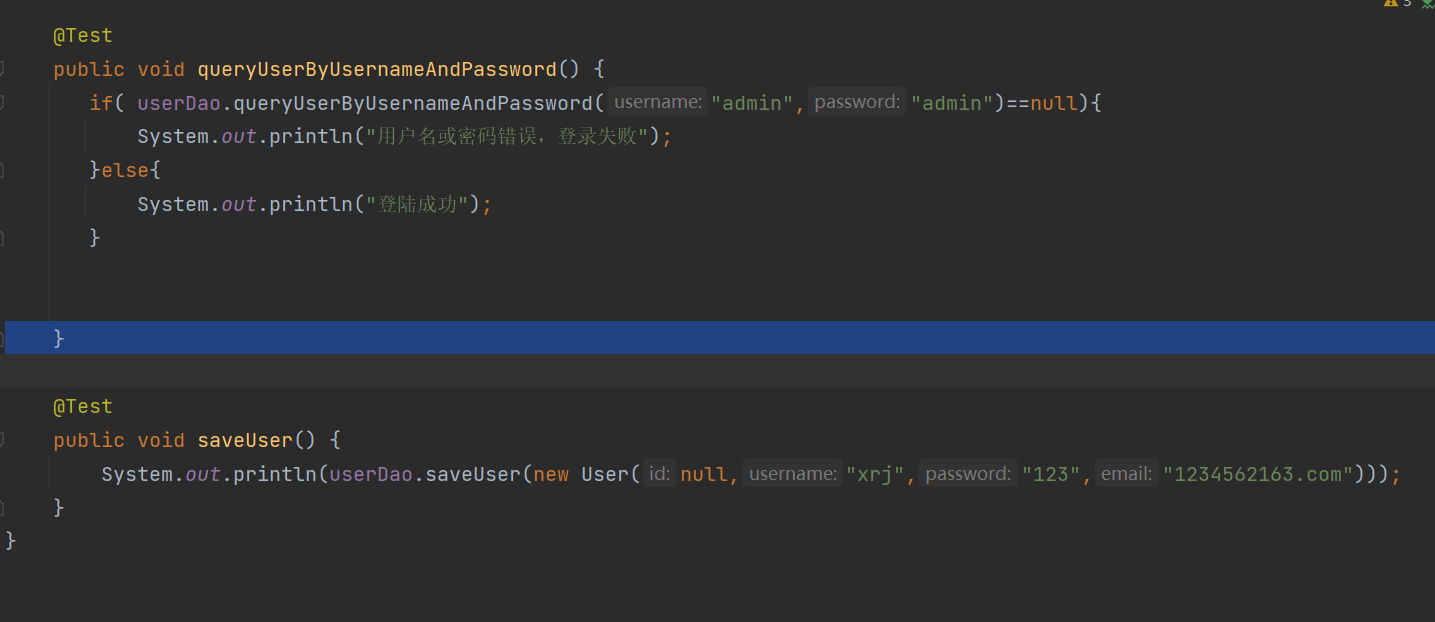 3
@Test
public void queryUserByUsernameAndPassword() {
if( userDao.queryUserByUsernameAndPassword( username: "admin", password: "admin")==null){
System.out.println("用户名或密码错误，登录失败");
}else{
System.out.println("登陆成功");
}
}
@Test
public void saveUser() {
System.out.println(userDao.saveUser(new User( id: null, username: "xrj", password: "123", email: "1234562163.com")));
}
}